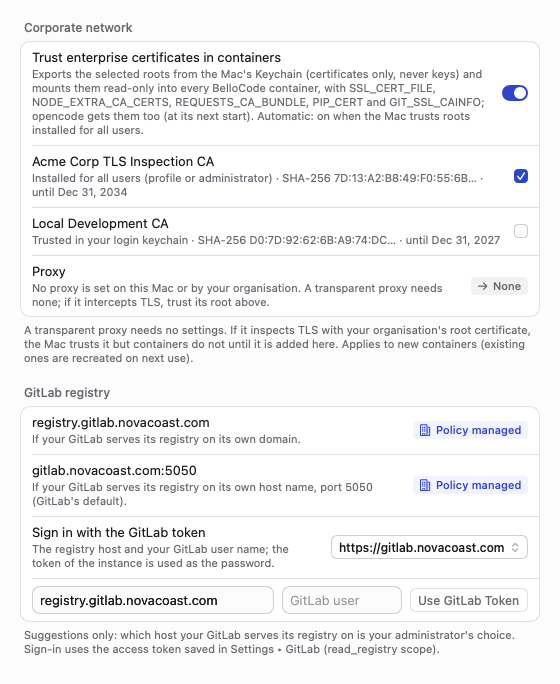 Corporate network
Trust enterprise certificates in containers
Exports the selected roots from the Mac's Keychain (certificates only, never keys) and
mounts them read-only into every BelloCode container, with SSL_CERT_FILE,
NODE_EXTRA_CA_CERTS, REQUESTS_CA_BUNDLE, PIP_CERT and GIT_SSL_CAINFO;
opencode gets them too (at its next start). Automatic: on when the Mac trusts roots
installed for all users.
Acme Corp TLS Inspection CA
Installed for all users (profile or administrator) · SHA-256 7D:13:A2:B8:49:F0:55:6B… ·
until Dec 31, 2034
Local Development CA
Trusted in your login keychain · SHA-256 D0:7D:92:62:6B:A9:74:DC… · until Dec 31, 2027
Proxy
No proxy is set on this Mac or by your organisation. A transparent proxy needs
none; if it intercepts TLS, trust its root above.
→ None
A transparent proxy needs no settings. If it inspects TLS with your organisation's root certificate,
the Mac trusts it but containers do not until it is added here. Applies to new containers (existing
ones are recreated on next use).
GitLab registry
registry.gitlab.novacoast.com
If your GitLab serves its registry on its own domain.
Policy managed
gitlab.novacoast.com:5050
If your GitLab serves its registry on its own host name, port 5050
(GitLab's default).
Policy managed
Sign in with the GitLab token
The registry host and your GitLab user name; the
token of the instance is used as the password.
https://gitlab.novacoast.com
registry.gitlab.novacoast.com
GitLab user
Use GitLab Token
Suggestions only: which host your GitLab serves its registry on is your administrator's choice.
Sign-in uses the access token saved in Settings ▸ GitLab (read_registry scope).